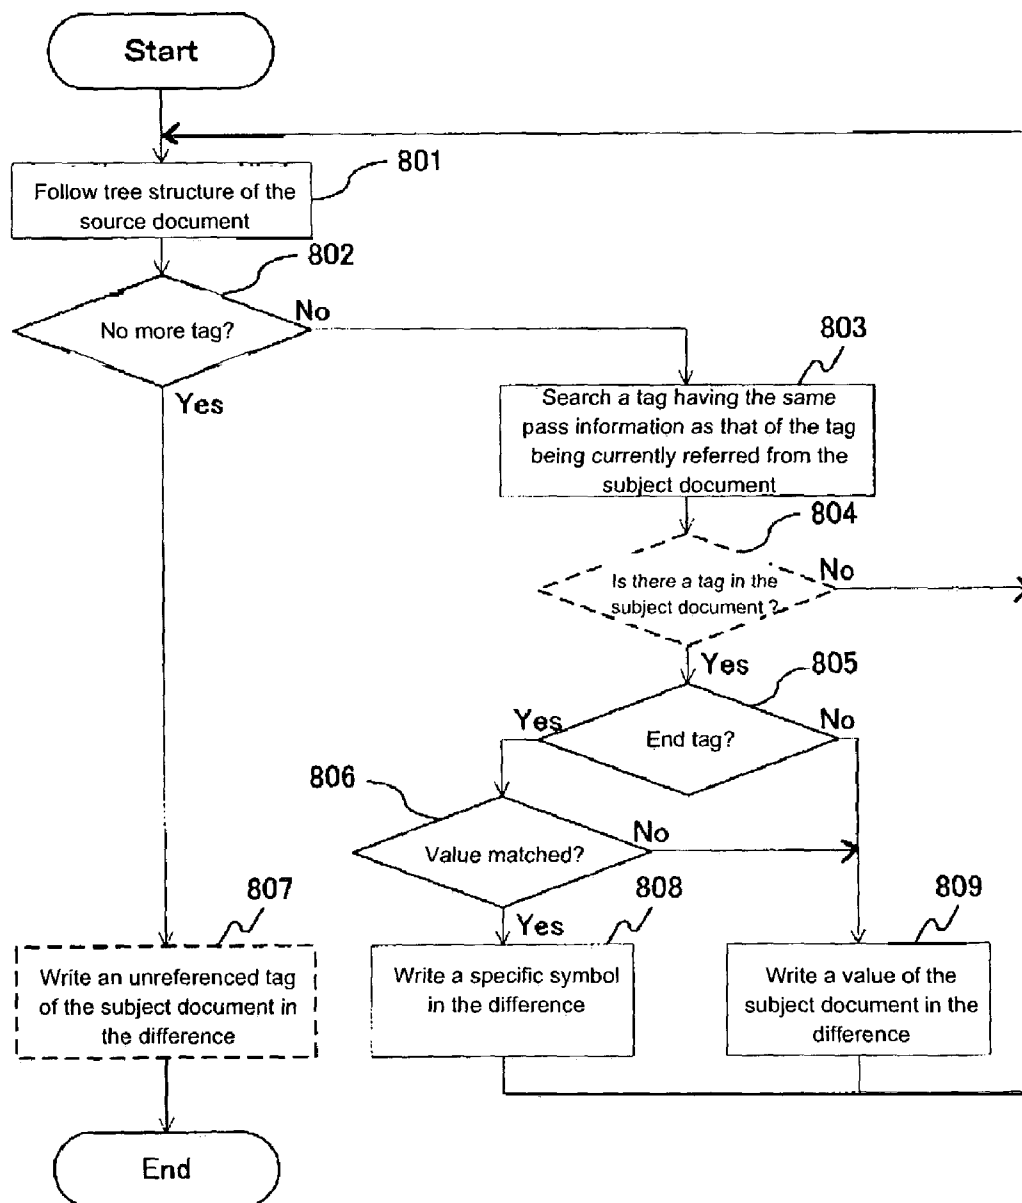 Start
801
Follow tree structure of the
source document
802
No more tag?
No
Yes
803
Search a tag having the same
pass information as that of the tag
being currently referred from the
subject document
804
Is there a tag in the
subject document ?
No
Yes
805
End tag?
Yes
No
806
Value matched?
No
Yes
807
Write an unreferenced tag
of the subject document in
the difference
808
Write a specific symbol
in the difference
809
Write a value of the
subject document in the
difference
End